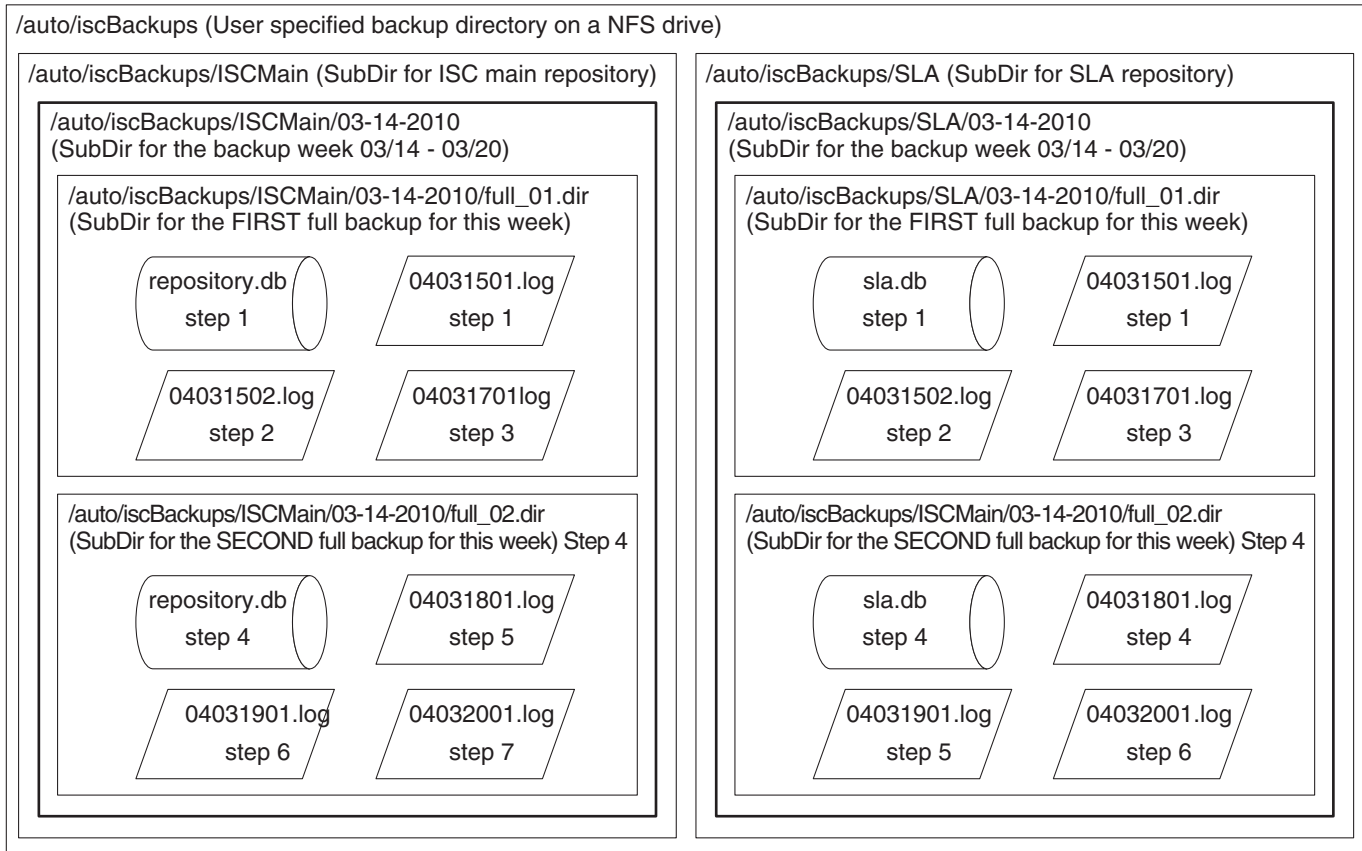 /auto/iscBackups (User specified backup directory on a NFS drive)
/auto/iscBackups/ISCMain (SubDir for ISC main repository)
/auto/iscBackups/ISCMain/03-14-2010
(SubDir for the backup week 03/14 - 03/20)
/auto/iscBackups/ISCMain/03-14-2010/full_01.dir
(SubDir for the FIRST full backup for this week)
repository.db
step 1
04031501.log
step 1
04031502.log
step 2
04031701log
step 3
/auto/iscBackups/ISCMain/03-14-2010/full_02.dir
(SubDir for the SECOND full backup for this week) Step 4
repository.db
step 4
04031801.log
step 5
04031901.log
step 6
04032001.log
step 7
/auto/iscBackups/SLA (SubDir for SLA repository)
/auto/iscBackups/SLA/03-14-2010
(SubDir for the backup week 03/14 - 03/20)
/auto/iscBackups/SLA/03-14-2010/full_01.dir
(SubDir for the FIRST full backup for this week)
sla.db
step 1
04031501.log
step 1
04031502.log
step 2
04031701.log
step 3
/auto/iscBackups/ISCMain/03-14-2010/full_02.dir
(SubDir for the SECOND full backup for this week) Step 4
sla.db
step 4
04031801.log
step 4
04031901.log
step 5
04032001.log
step 6